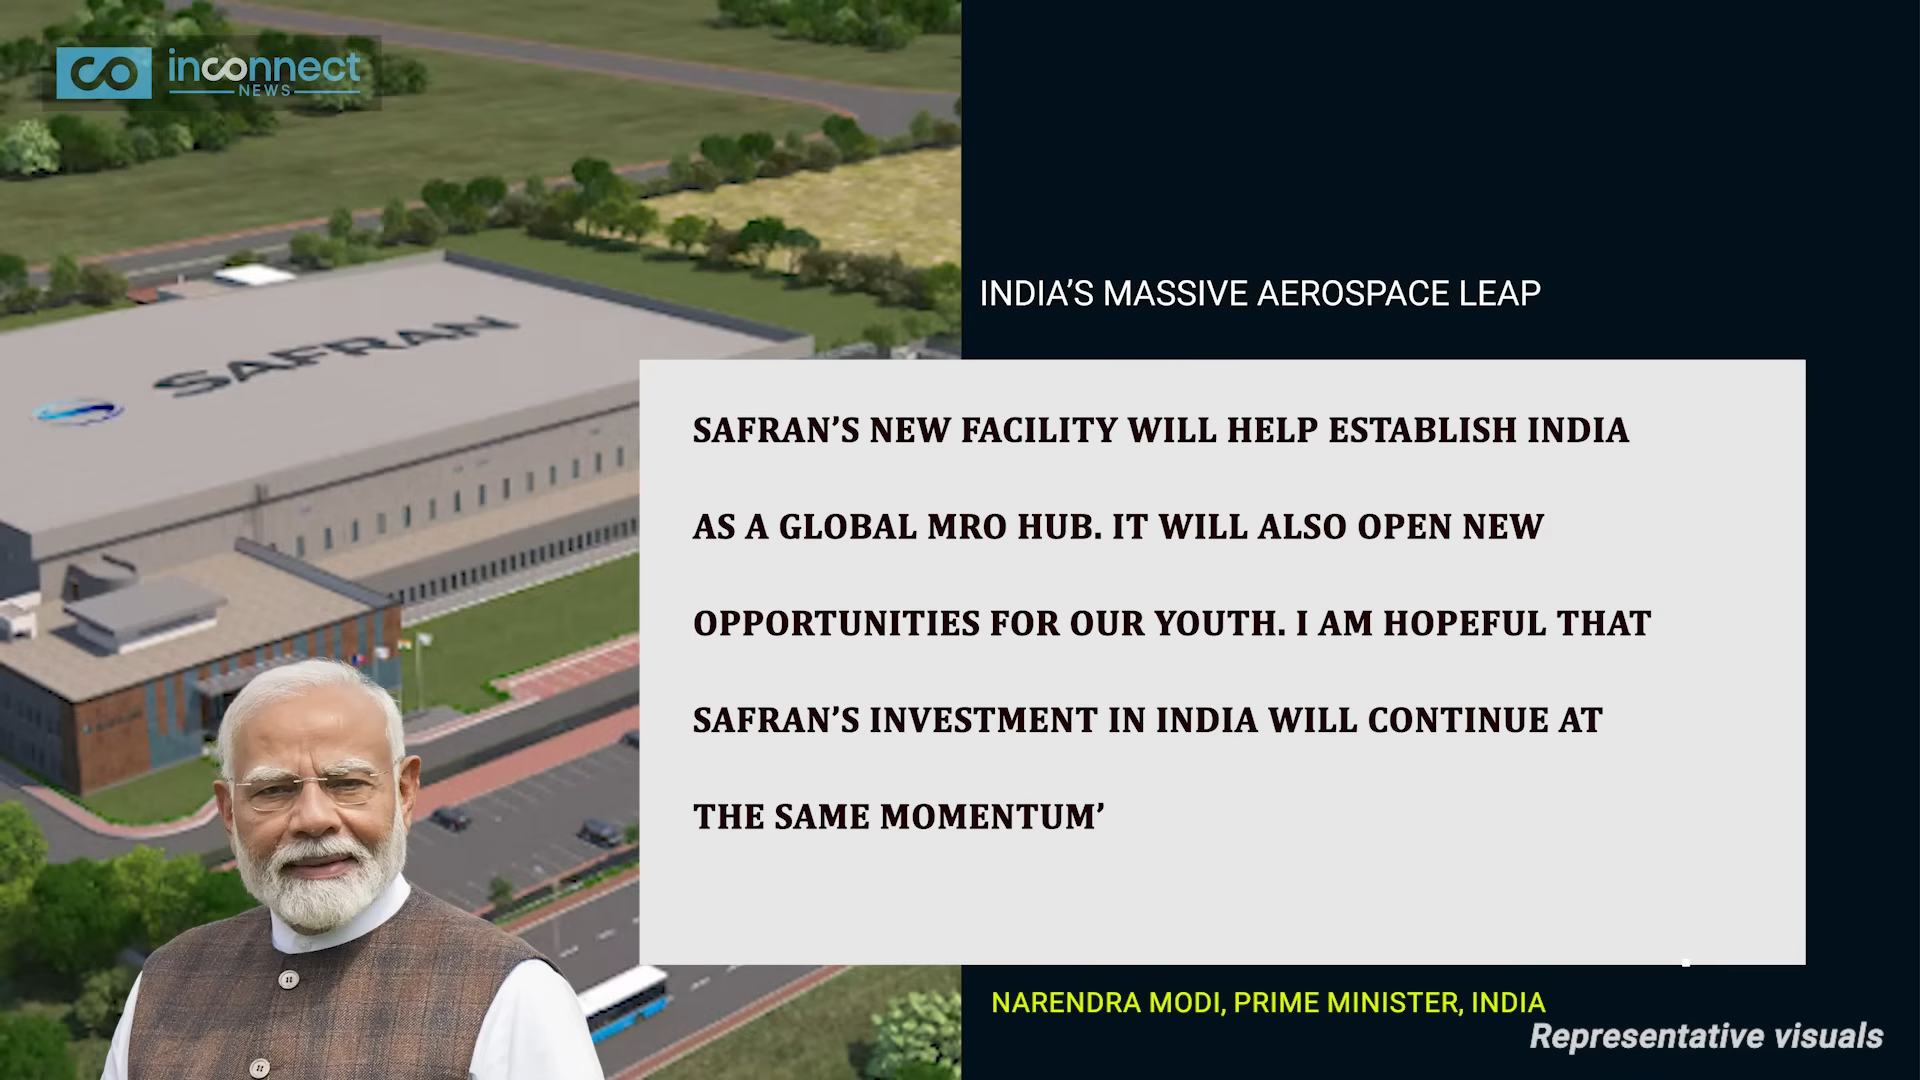 inconnect
NEWS
SAFRAN
INDIA’S MASSIVE AEROSPACE LEAP
SAFRAN’S NEW FACILITY WILL HELP ESTABLISH INDIA
AS A GLOBAL MRO HUB. IT WILL ALSO OPEN NEW
OPPORTUNITIES FOR OUR YOUTH. I AM HOPEFUL THAT
SAFRAN’S INVESTMENT IN INDIA WILL CONTINUE AT
THE SAME MOMENTUM’
NARENDRA MODI, PRIME MINISTER, INDIA
Representative visuals